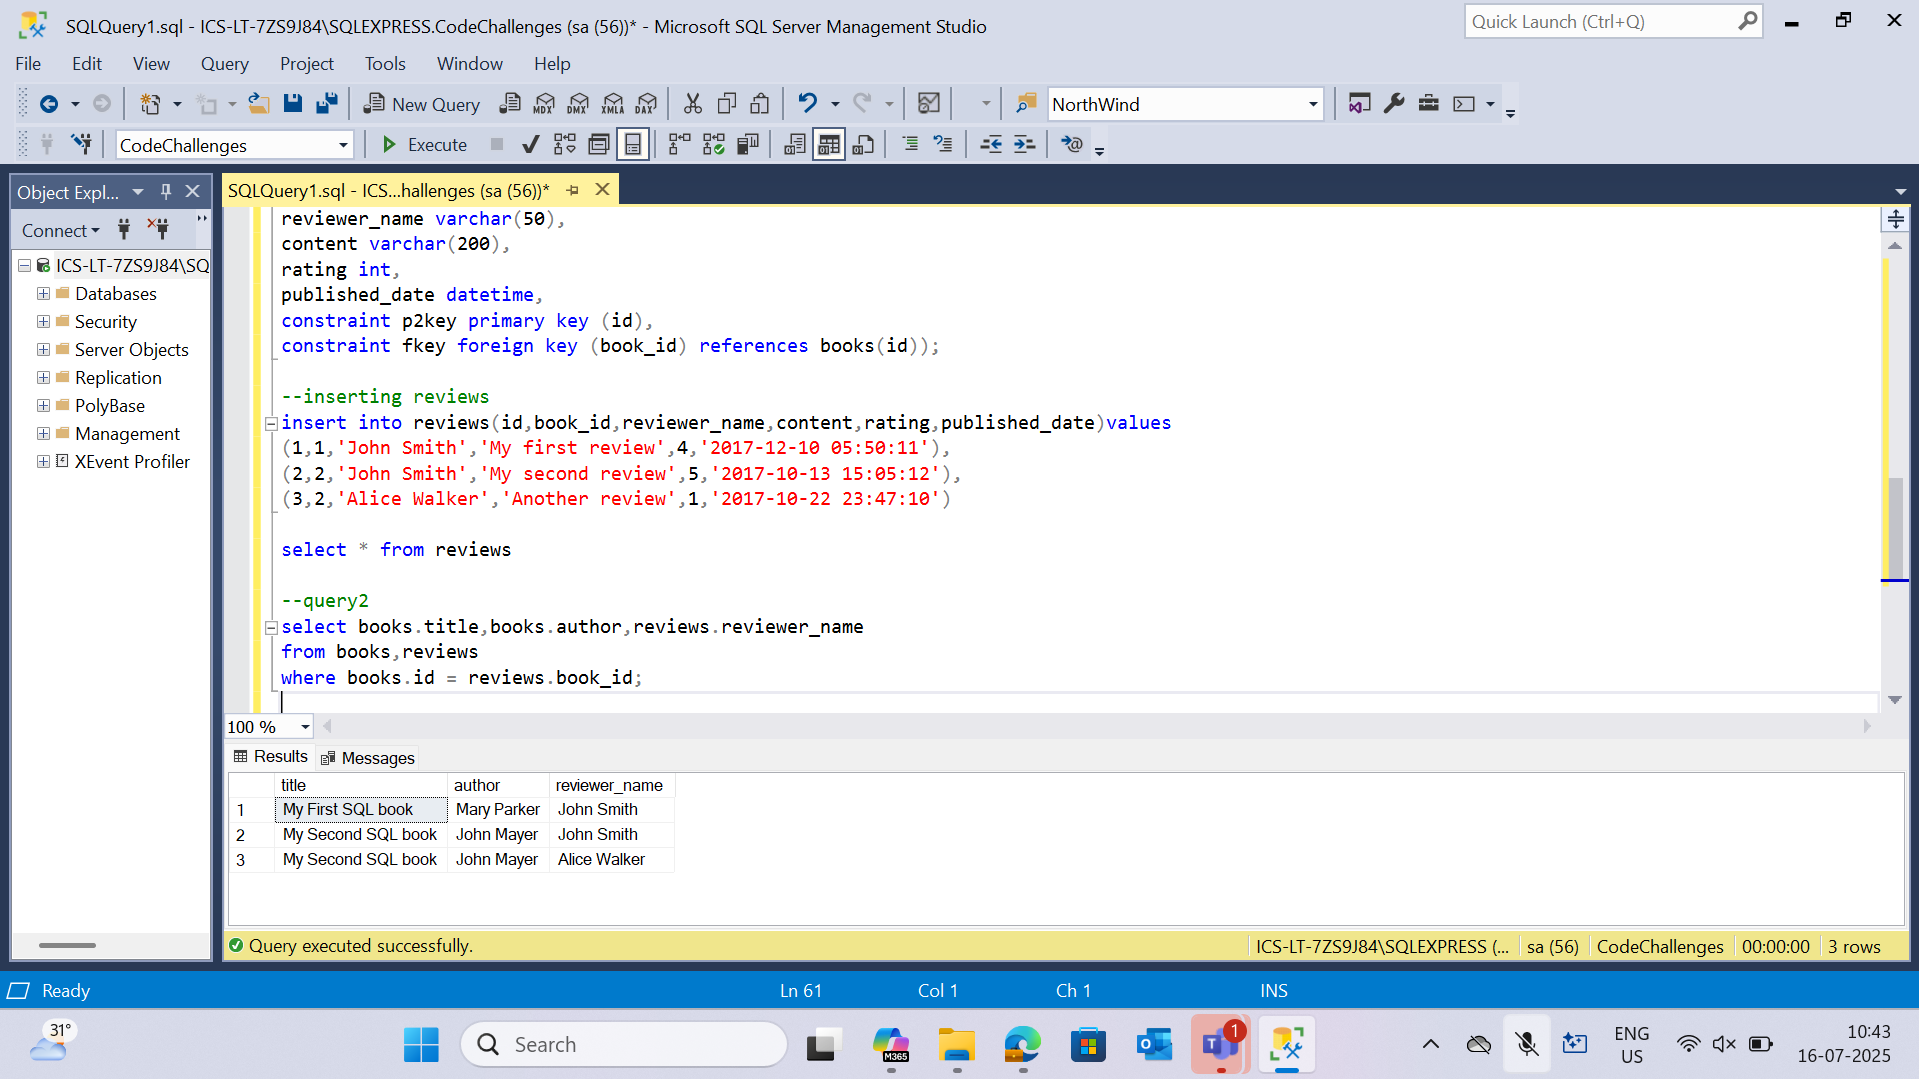 SQLQuery1.sql - ICS-LT-7ZS9J84\SQLEXPRESS.CodeChallenges (sa (56))* - Microsoft SQL Server Management Studio
Quick Launch (Ctrl+Q)
File Edit View Query Project Tools Window Help
New Query MDX DMX XMLA DAX NorthWind
CodeChallenges Execute
Object Expl...
SQLQuery1.sql - ICS...hallenges (sa (56))*
Connect
ICS-LT-7ZS9J84\SQ
Databases
Security
Server Objects
Replication
PolyBase
Management
XEvent Profiler
reviewer_name varchar(50),
content varchar(200),
rating int,
published_date datetime,
constraint p2key primary key (id),
constraint fkey foreign key (book_id) references books(id));
--inserting reviews
insert into reviews(id,book_id,reviewer_name,content,rating,published_date)values
(1,1,'John Smith','My first review',4,'2017-12-10 05:50:11'),
(2,2,'John Smith','My second review',5,'2017-10-13 15:05:12'),
(3,2,'Alice Walker','Another review',1,'2017-10-22 23:47:10')
select * from reviews
--query2
select books.title,books.author,reviews.reviewer_name
from books,reviews
where books.id = reviews.book_id;
100 %
Results Messages
title author reviewer_name
1 My First SQL book Mary Parker John Smith
2 My Second SQL book John Mayer John Smith
3 My Second SQL book John Mayer Alice Walker
Query executed successfully.
ICS-LT-7ZS9J84\SQLEXPRESS (... sa (56) CodeChallenges 00:00:00 3 rows
Ready Ln 61 Col 1 Ch 1 INS
31°
Search
M365
1
ENG
US
10:43
16-07-2025